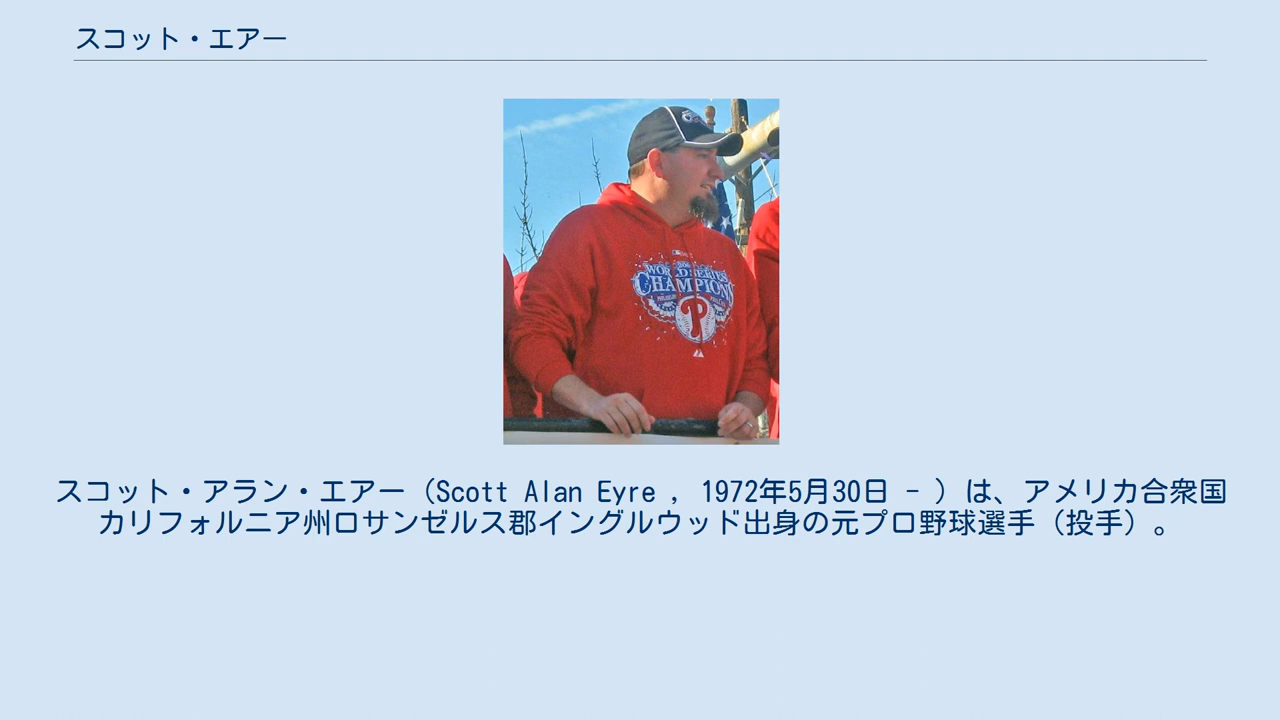 スコット・エアー
WORLD SERIES
CHAMPIONS
P
スコット・アラン・エアー（Scott Alan Eyre , 1972年5月30日 - ）は、アメリカ合衆国
カリフォルニア州ロサンゼルス郡イングルウッド出身の元プロ野球選手（投手）。